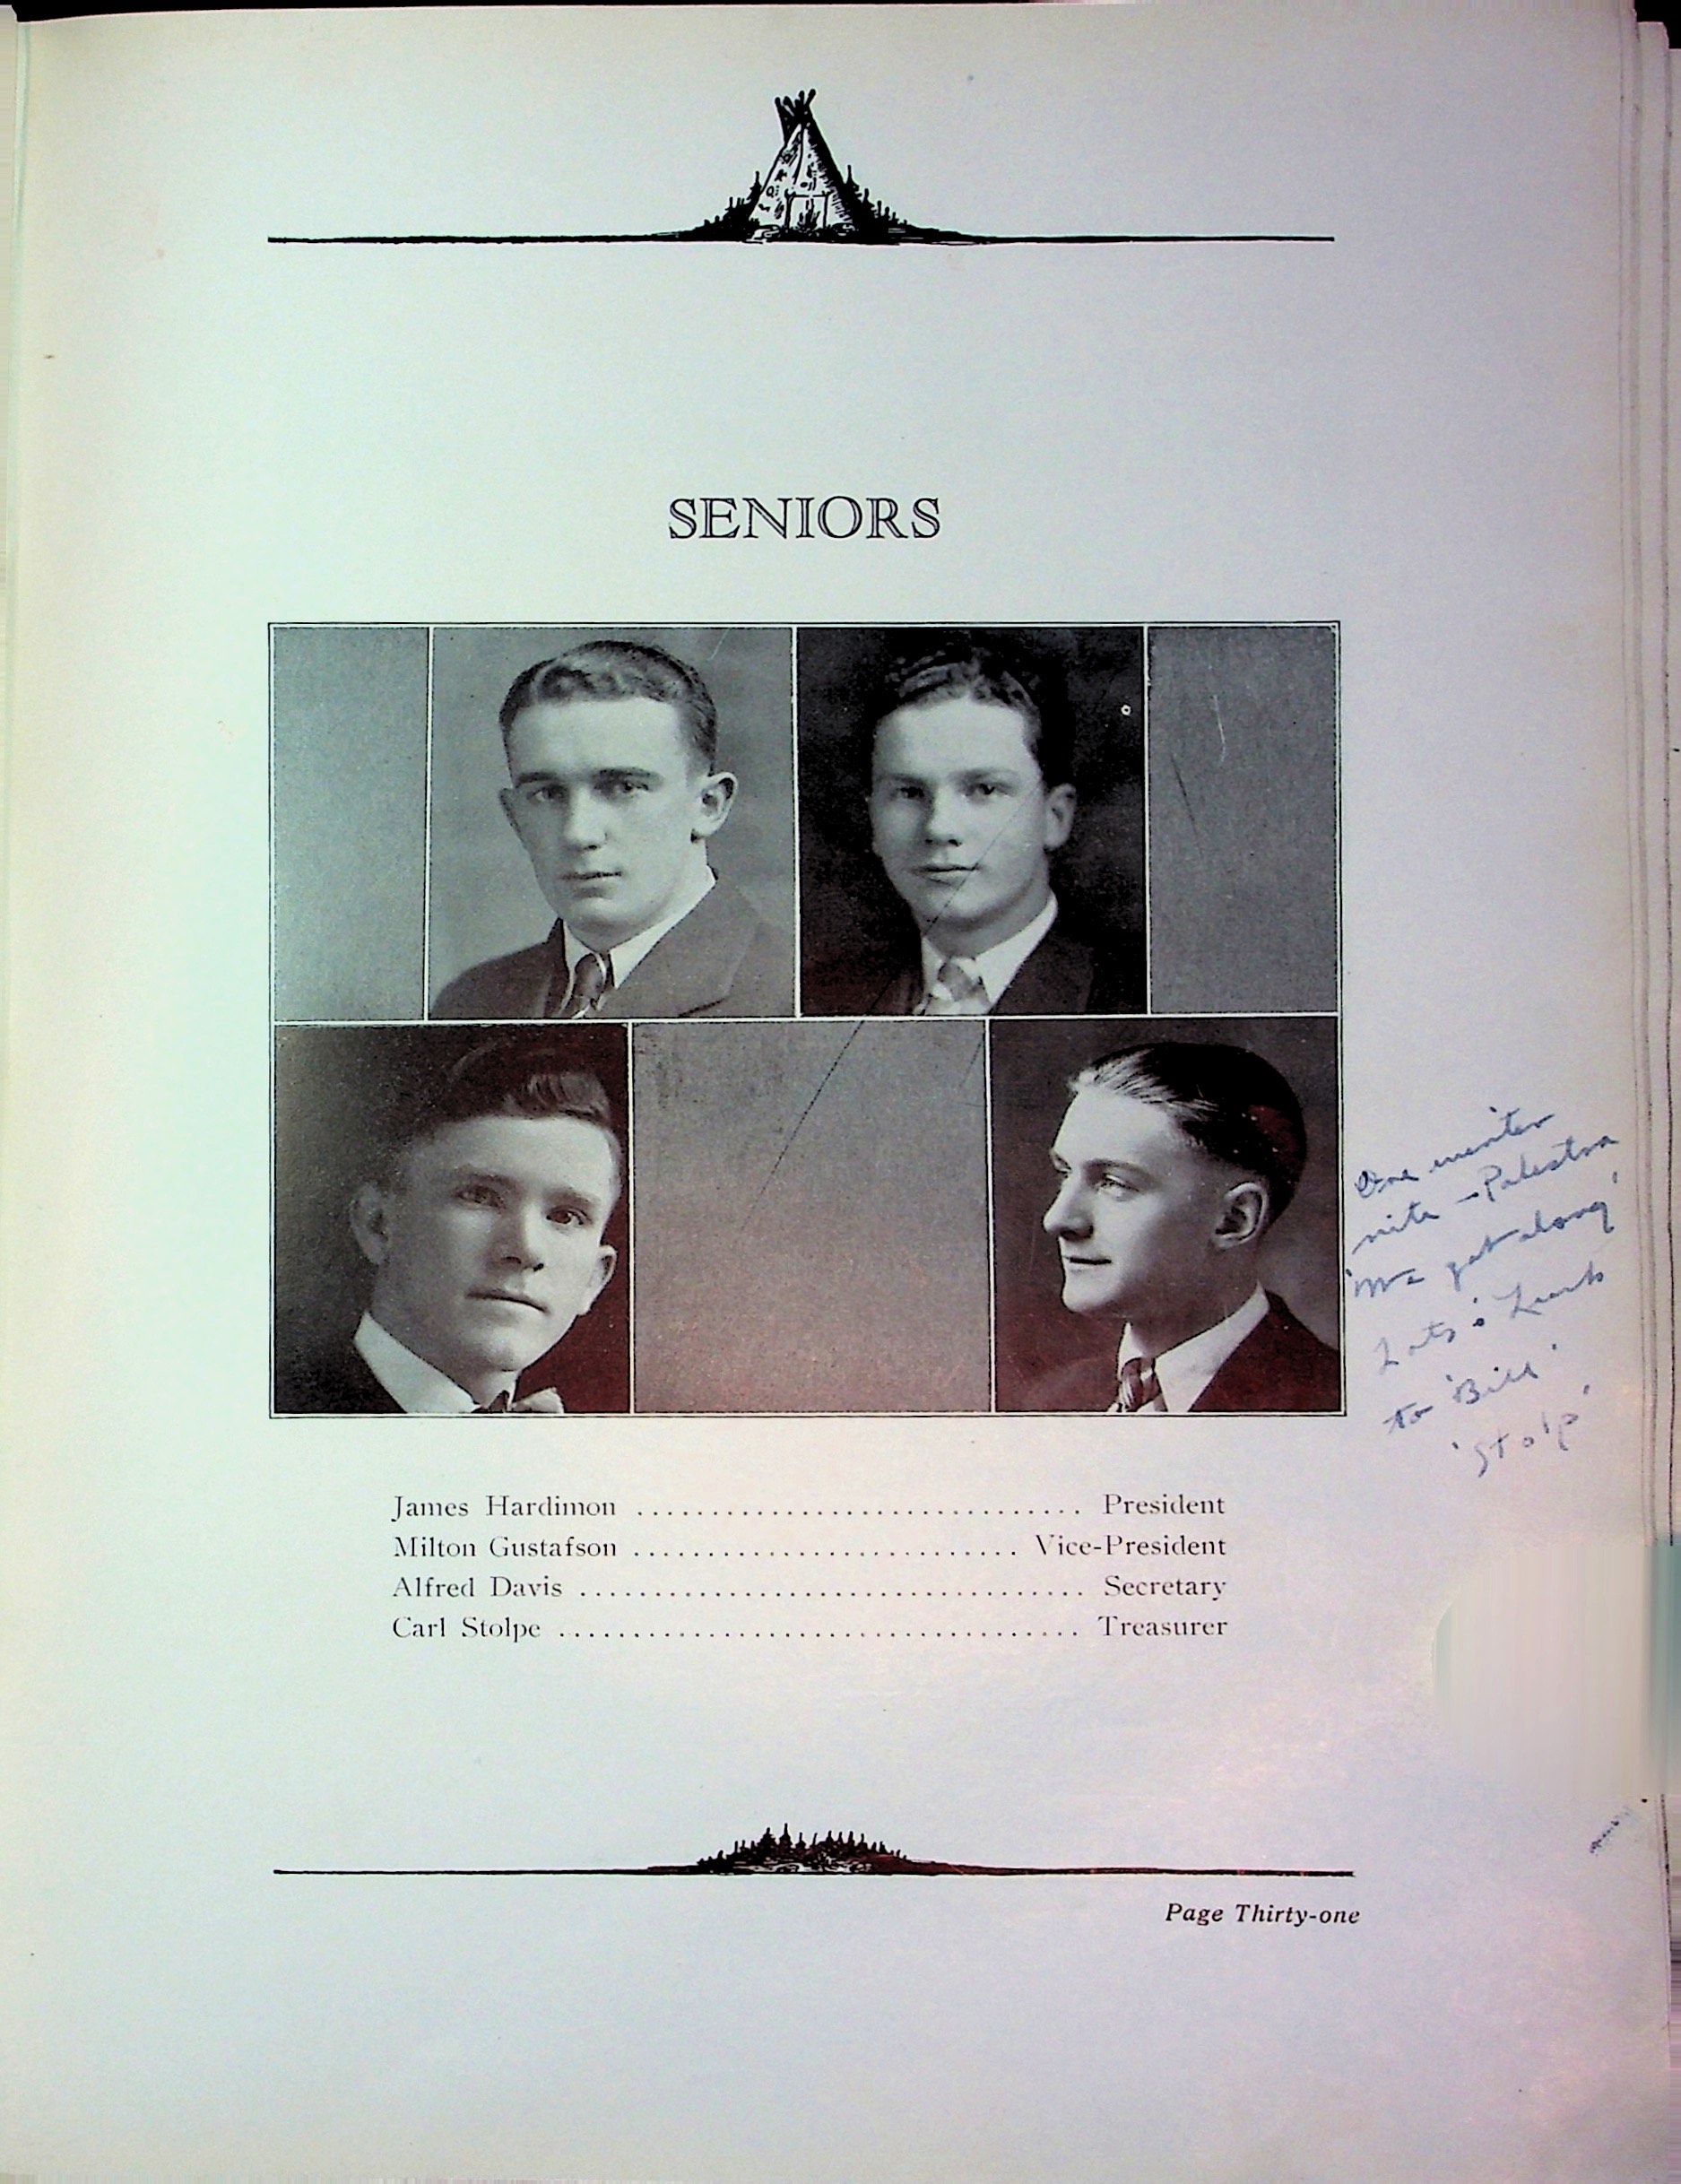 SENIORS
One winter
nite - Palestra
'We get along'
Lots o' Luck
to 'Bill'
'Stolp'
James Hardimon ............................... President
Milton Gustafson .......................... Vice-President
Alfred Davis ................................... Secretary
Carl Stolpe .................................... Treasurer
Page Thirty-one